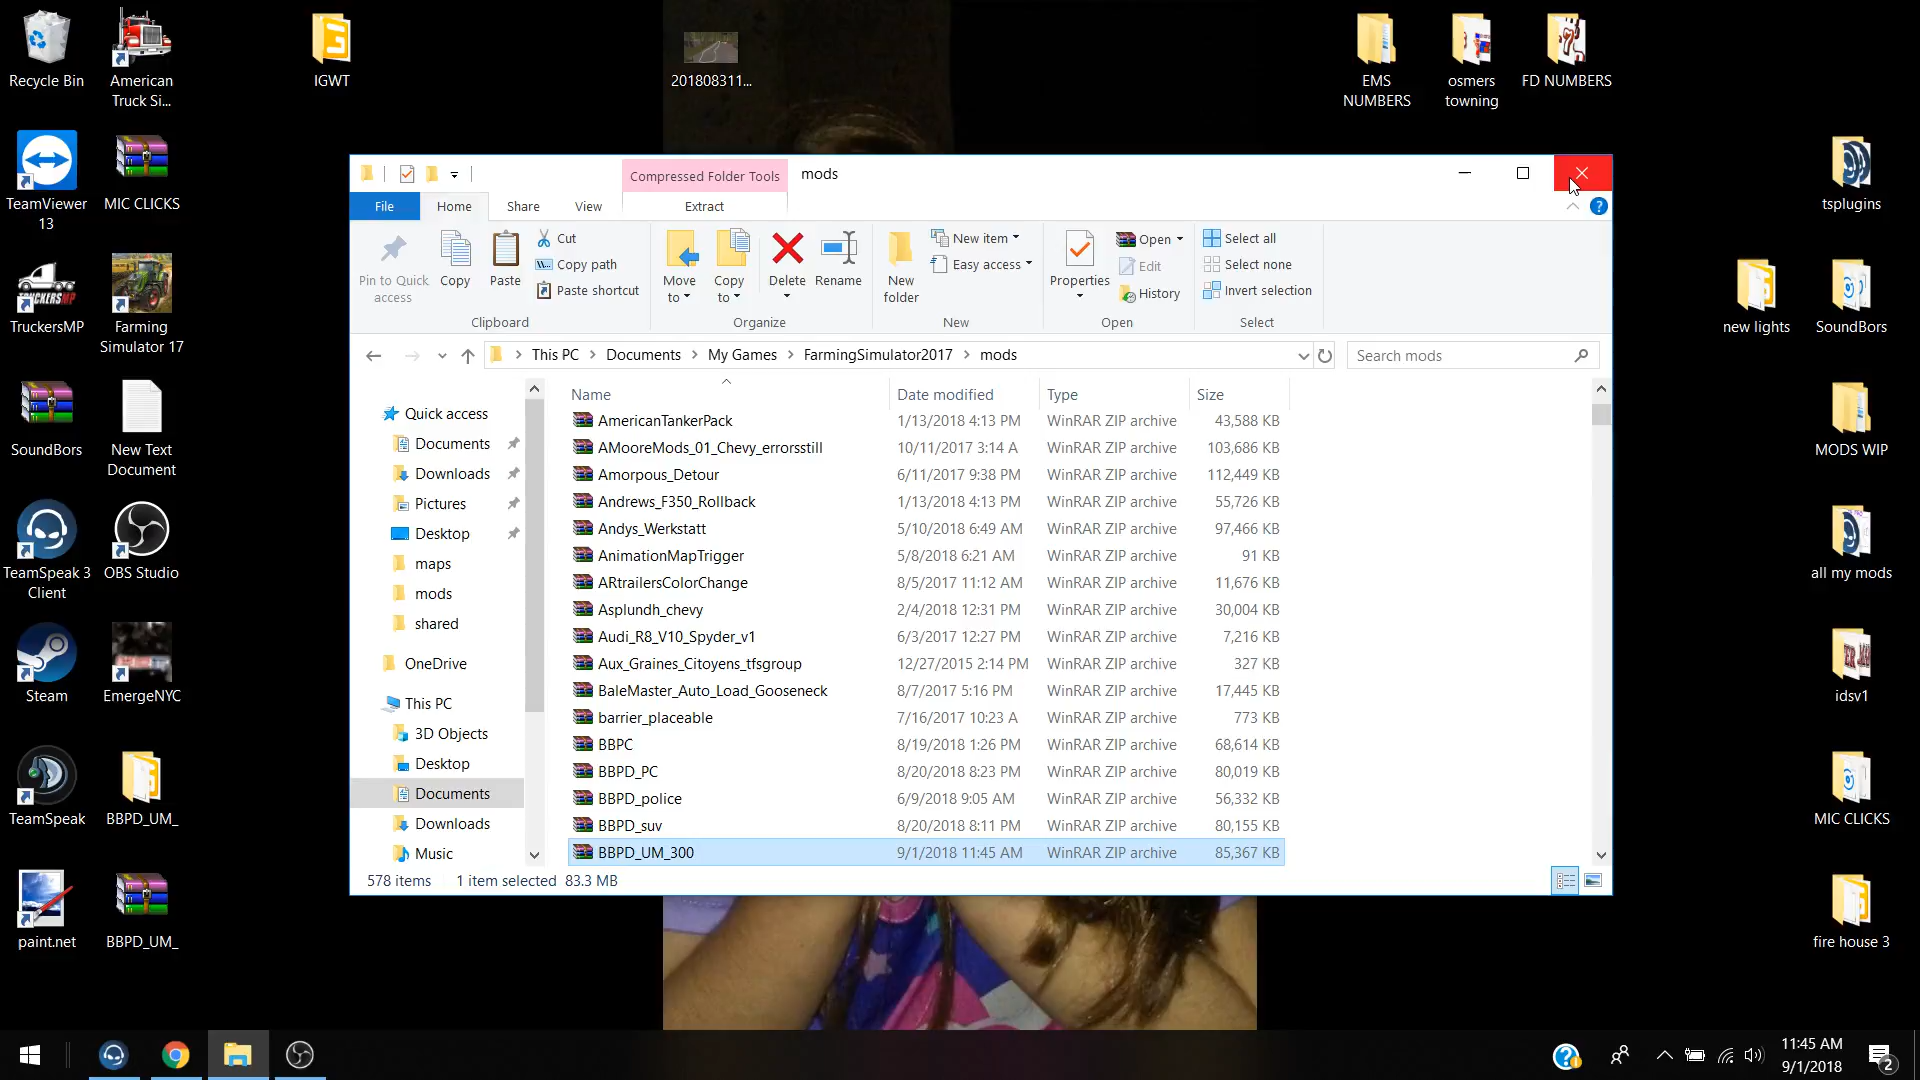 Recycle Bin
American
Truck Si...
IGWT
201808311...
EMS
NUMBERS
osmers
towning
FD NUMBERS
TeamViewer
13
MIC CLICKS
TruckersMP
Farming
Simulator 17
SoundBors
New Text
Document
TeamSpeak 3
Client
OBS Studio
Steam
EmergeNYC
TeamSpeak
BBPD_UM_
paint.net
BBPD_UM_
tsplugins
new lights
SoundBors
MODS WIP
all my mods
idsv1
MIC CLICKS
fire house 3
Compressed Folder Tools
mods
File
Home
Share
View
Extract
Pin to Quick
access
Copy
Paste
Cut
Copy path
Paste shortcut
Clipboard
Move
to
Copy
to
Delete
Rename
Organize
New
folder
New item
Easy access
New
Properties
Open
Edit
History
Open
Select all
Select none
Invert selection
Select
This PC > Documents > My Games > FarmingSimulator2017 > mods
Search mods
Quick access
Documents
Downloads
Pictures
Desktop
maps
mods
shared
OneDrive
This PC
3D Objects
Desktop
Documents
Downloads
Music
Name Date modified Type Size
AmericanTankerPack 1/13/2018 4:13 PM WinRAR ZIP archive 43,588 KB
AMooreMods_01_Chevy_errorsstill 10/11/2017 3:14 A WinRAR ZIP archive 103,686 KB
Amorpous_Detour 6/11/2017 9:38 PM WinRAR ZIP archive 112,449 KB
Andrews_F350_Rollback 1/13/2018 4:13 PM WinRAR ZIP archive 55,726 KB
Andys_Werkstatt 5/10/2018 6:49 AM WinRAR ZIP archive 97,466 KB
AnimationMapTrigger 5/8/2018 6:21 AM WinRAR ZIP archive 91 KB
ARtrailersColorChange 8/5/2017 11:12 AM WinRAR ZIP archive 11,676 KB
Asplundh_chevy 2/4/2018 12:31 PM WinRAR ZIP archive 30,004 KB
Audi_R8_V10_Spyder_v1 6/3/2017 12:27 PM WinRAR ZIP archive 7,216 KB
Aux_Graines_Citoyens_tfsgroup 12/27/2015 2:14 PM WinRAR ZIP archive 327 KB
BaleMaster_Auto_Load_Gooseneck 8/7/2017 5:16 PM WinRAR ZIP archive 17,445 KB
barrier_placeable 7/16/2017 10:23 A WinRAR ZIP archive 773 KB
BBPC 8/19/2018 1:26 PM WinRAR ZIP archive 68,614 KB
BBPD_PC 8/20/2018 8:23 PM WinRAR ZIP archive 80,019 KB
BBPD_police 6/9/2018 9:05 AM WinRAR ZIP archive 56,332 KB
BBPD_suv 8/20/2018 8:11 PM WinRAR ZIP archive 80,155 KB
BBPD_UM_300 9/1/2018 11:45 AM WinRAR ZIP archive 85,367 KB
578 items 1 item selected 83.3 MB
11:45 AM
9/1/2018
2